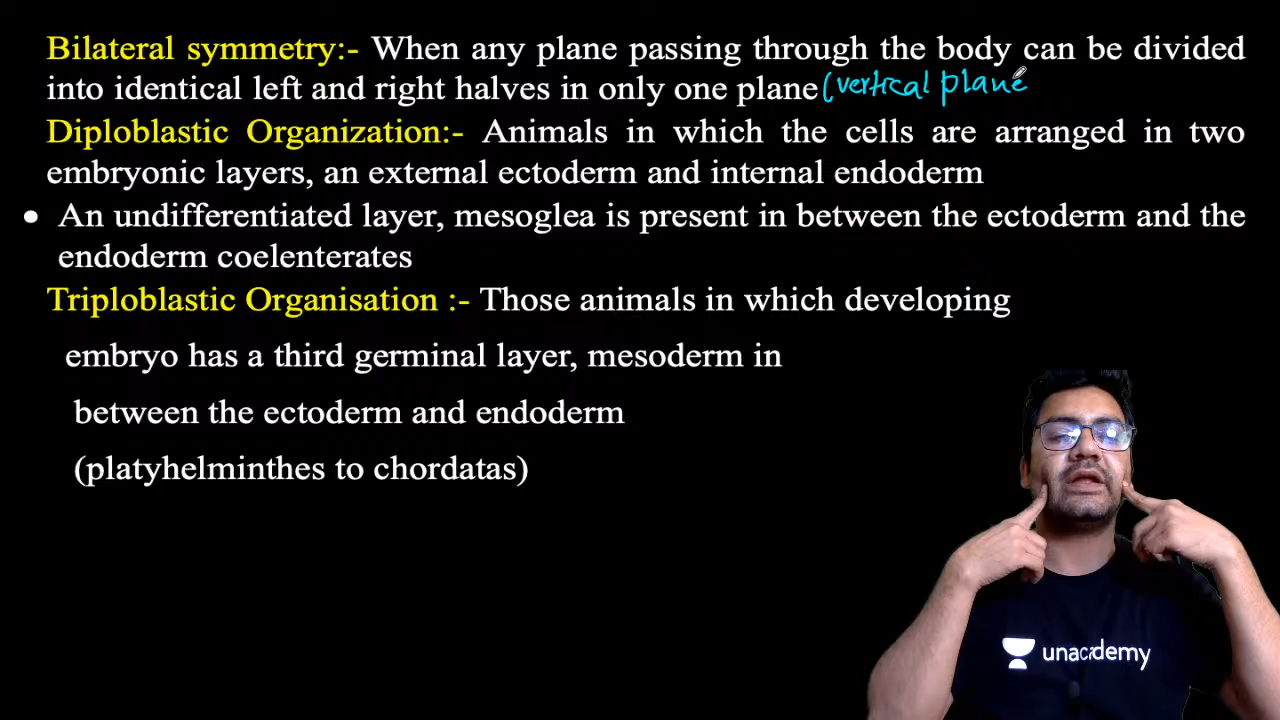 Bilateral symmetry:- When any plane passing through the body can be divided
into identical left and right halves in only one plane (vertical plane
Diploblastic Organization:- Animals in which the cells are arranged in two
embryonic layers, an external ectoderm and internal endoderm
• An undifferentiated layer, mesoglea is present in between the ectoderm and the
endoderm coelenterates
Triploblastic Organisation :- Those animals in which developing
embryo has a third germinal layer, mesoderm in
between the ectoderm and endoderm
(platyhelminthes to chordatas)
unacademy